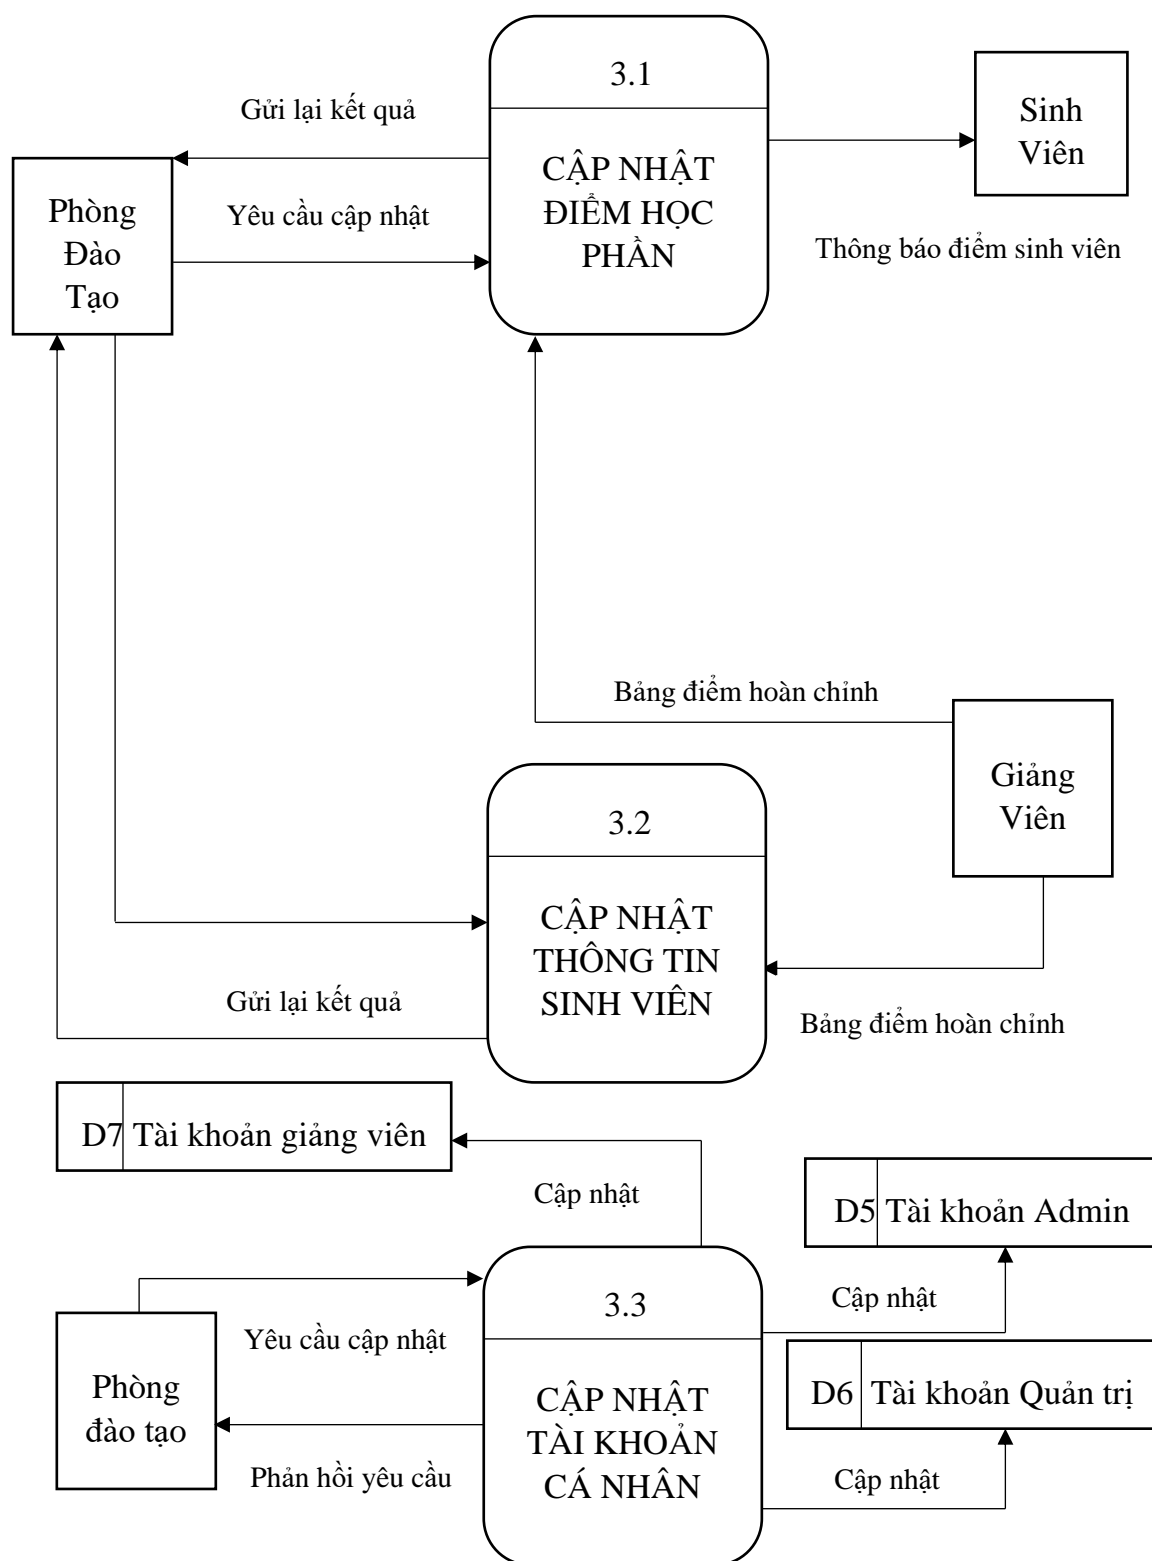 3.1
CẬP NHẬT
ĐIỂM HỌC
PHẦN
Sinh
Viên
Gửi lại kết quả
Phòng
Đào
Tạo
Yêu cầu cập nhật
Thông báo điểm sinh viên
Bảng điểm hoàn chỉnh
Giảng
Viên
3.2
CẬP NHẬT
THÔNG TIN
SINH VIÊN
Gửi lại kết quả
Bảng điểm hoàn chỉnh
D7 Tài khoản giảng viên
Cập nhật
D5 Tài khoản Admin
Cập nhật
3.3
CẬP NHẬT
TÀI KHOẢN
CÁ NHÂN
Yêu cầu cập nhật
Phòng
đào tạo
Phản hồi yêu cầu
D6 Tài khoản Quản trị
Cập nhật